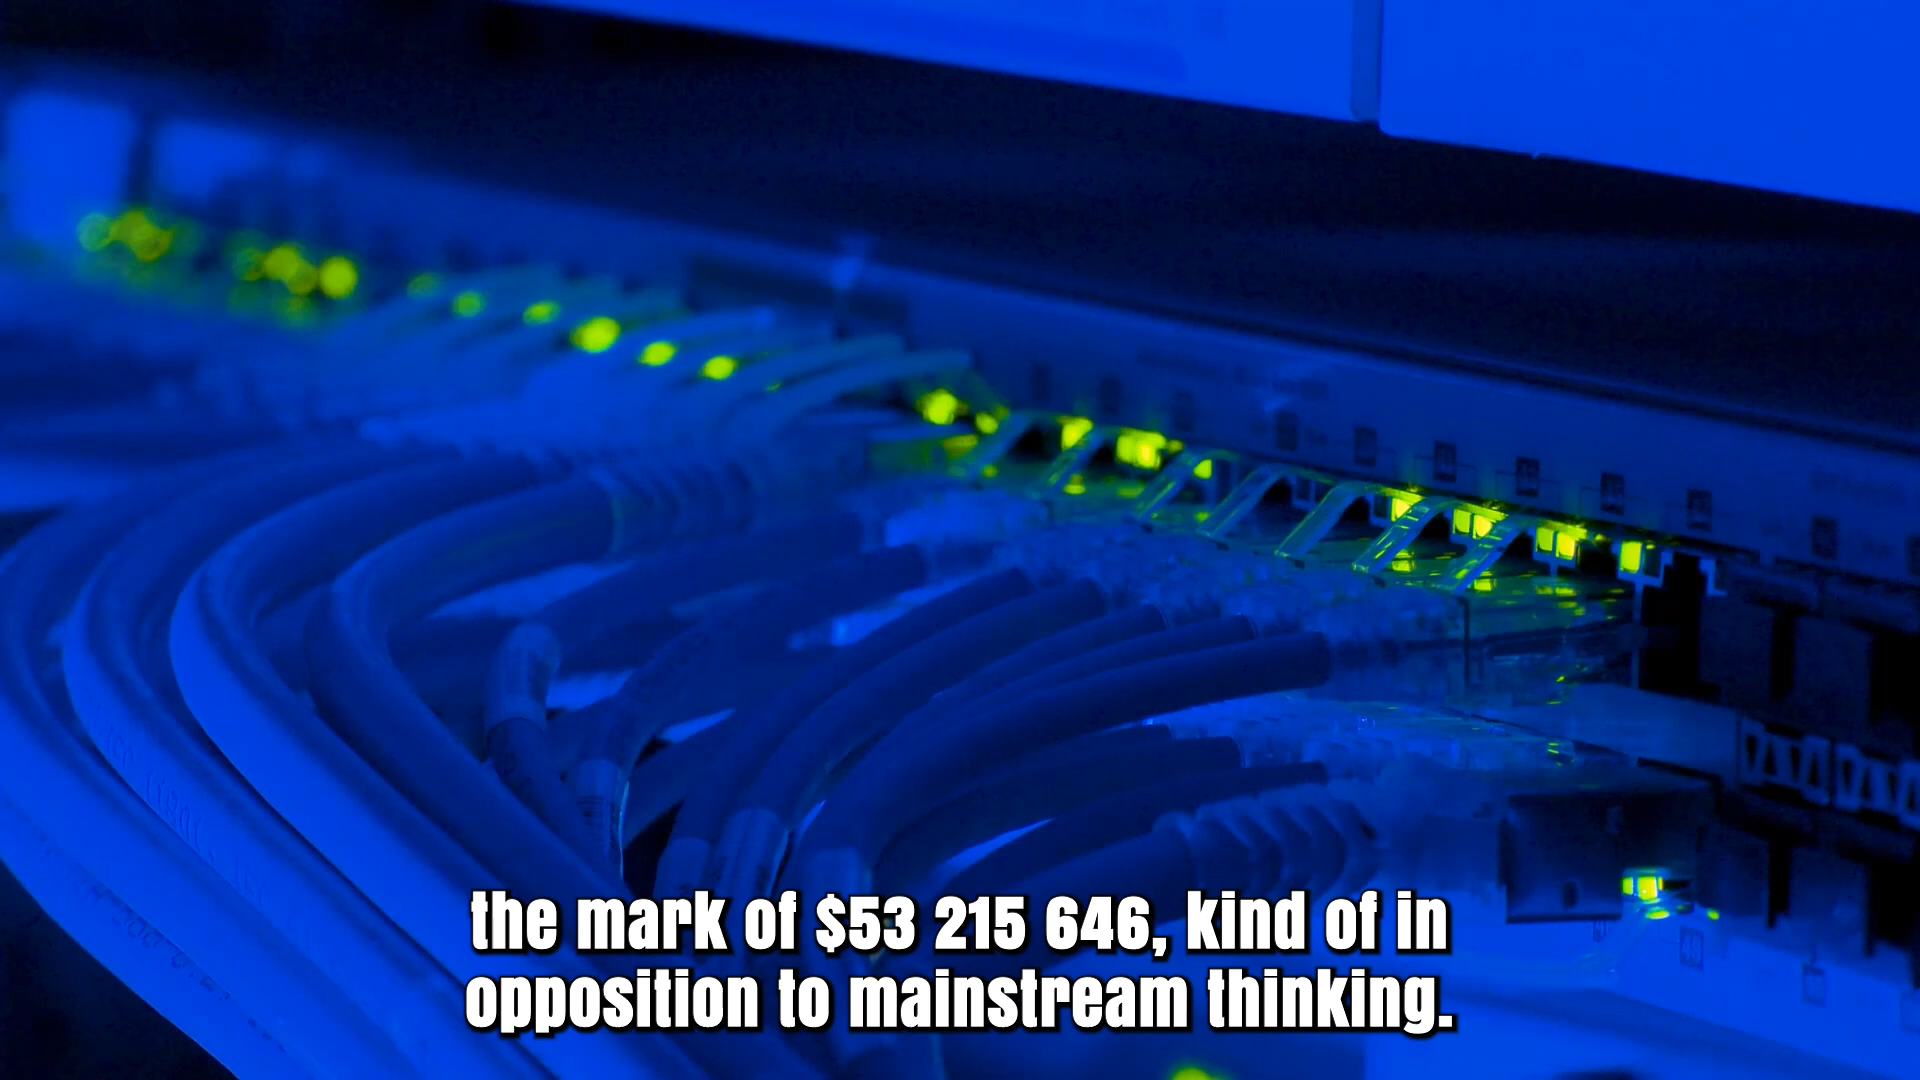 the mark of $53 215 646, kind of in
opposition to mainstream thinking.